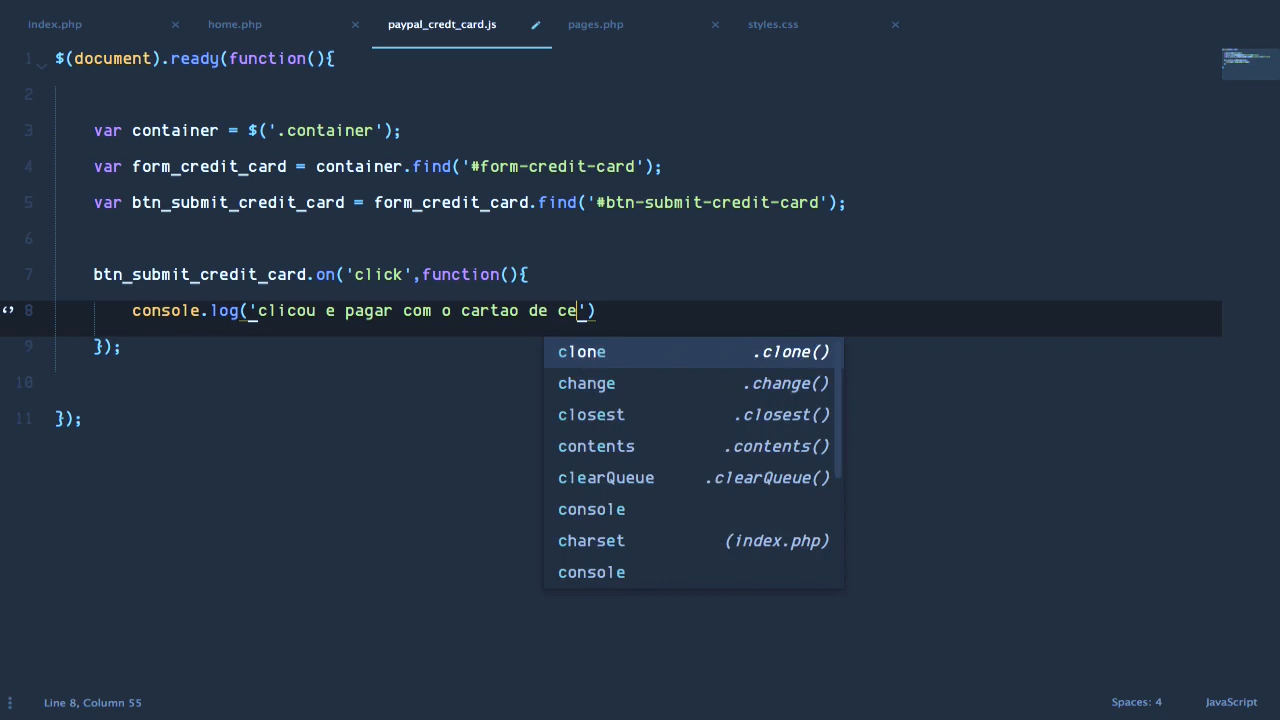 index.php × home.php × paypal_credt_card.js pages.php × styles.css ×
1 $(document).ready(function(){
2
3 var container = $('.container');
4 var form_credit_card = container.find('#form-credit-card');
5 var btn_submit_credit_card = form_credit_card.find('#btn-submit-credit-card');
6
7 btn_submit_credit_card.on('click',function(){
8 console.log('clicou e pagar com o cartao de ce')
9 });
clone .clone()
change .change()
10
closest .closest()
11 });
contents .contents()
clearQueue .clearQueue()
console
charset (index.php)
console
Line 8, Column 55 Spaces: 4 JavaScript